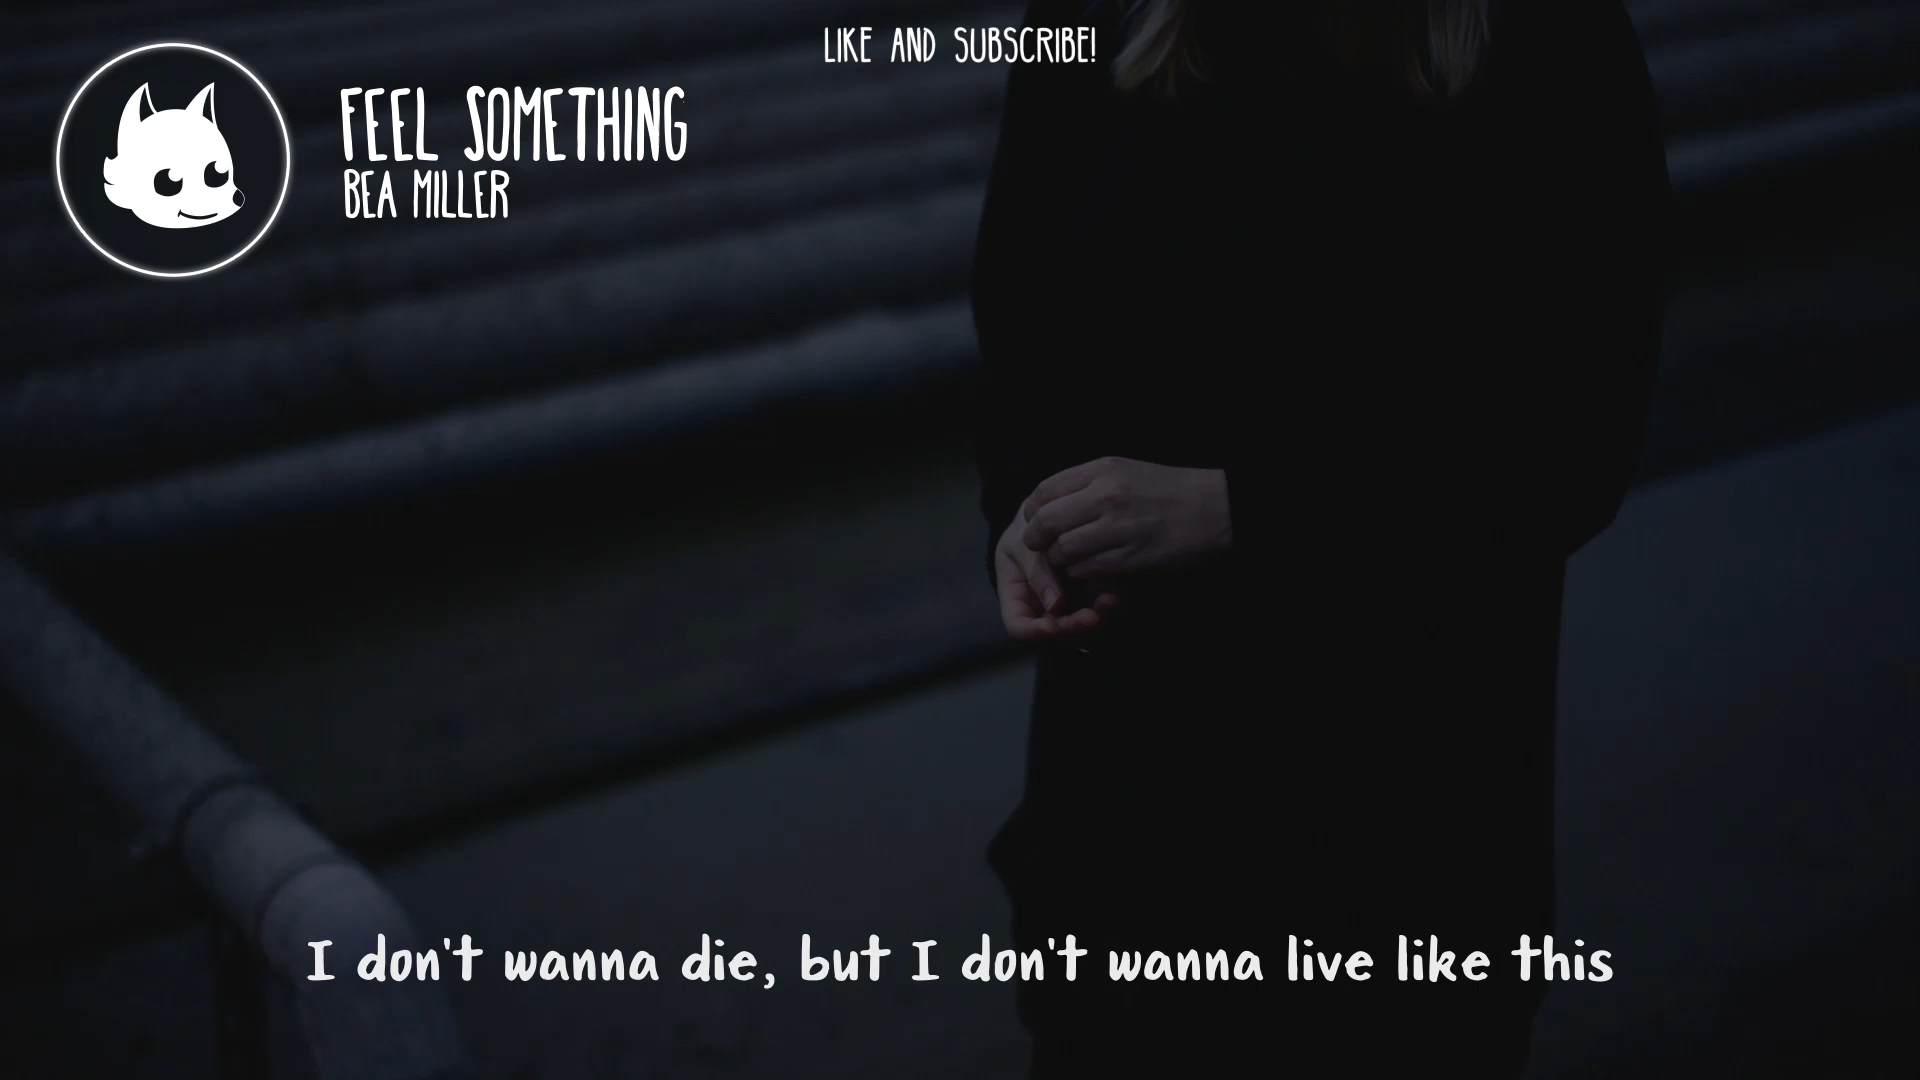 LIKE AND SUBSCRIBE!
FEEL SOMETHING
BEA MILLER
I don't wanna die, but I don't wanna live like this